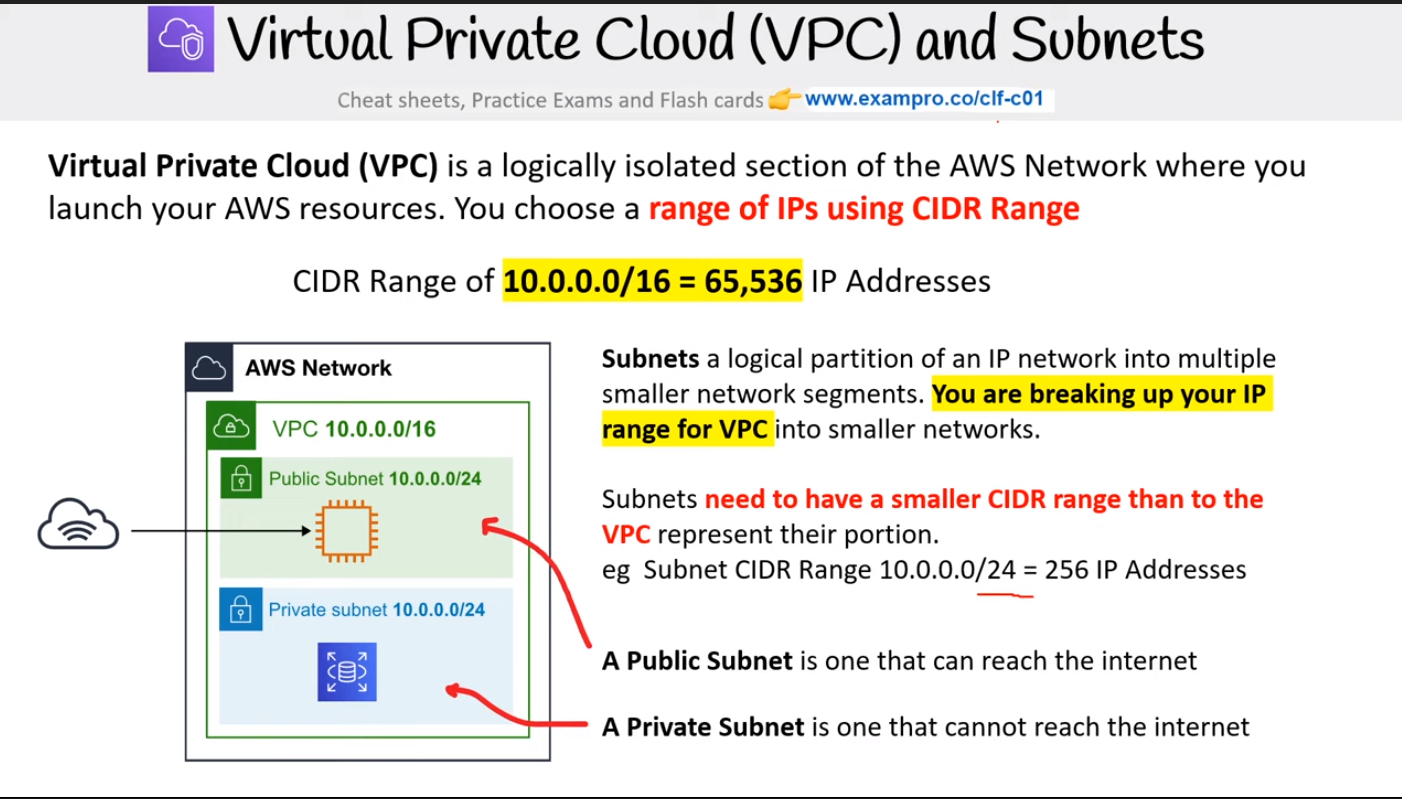 Virtual Private Cloud (VPC) and Subnets
Cheat sheets, Practice Exams and Flash cards 👉 www.exampro.co/clf-c01
Virtual Private Cloud (VPC) is a logically isolated section of the AWS Network where you
launch your AWS resources. You choose a range of IPs using CIDR Range
CIDR Range of 10.0.0.0/16 = 65,536 IP Addresses
AWS Network
VPC 10.0.0.0/16
Public Subnet 10.0.0.0/24
Private subnet 10.0.0.0/24
Subnets a logical partition of an IP network into multiple
smaller network segments. You are breaking up your IP
range for VPC into smaller networks.
Subnets need to have a smaller CIDR range than to the
VPC represent their portion.
eg Subnet CIDR Range 10.0.0.0/24 = 256 IP Addresses
A Public Subnet is one that can reach the internet
A Private Subnet is one that cannot reach the internet